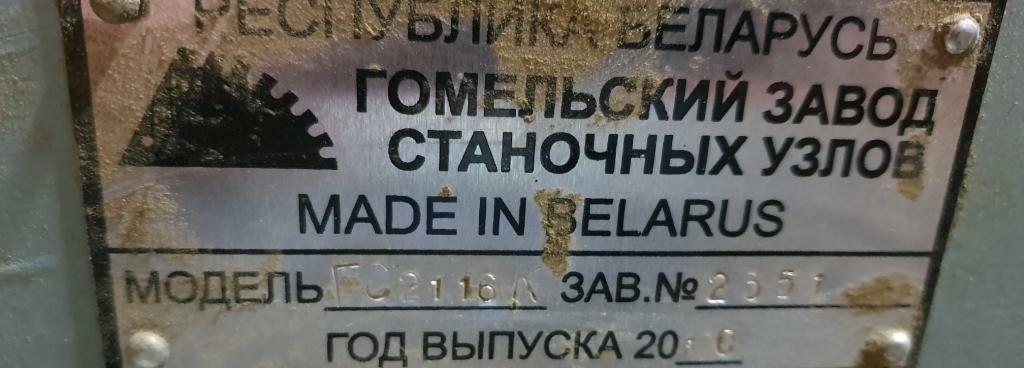 РЕСПУБЛИКА БЕЛАРУСЬ
ГОМЕЛЬСКИЙ ЗАВОД
СТАНОЧНЫХ УЗЛОВ
MADE IN BELARUS
МОДЕЛЬ ЗАВ.№
ГОД ВЫПУСКА